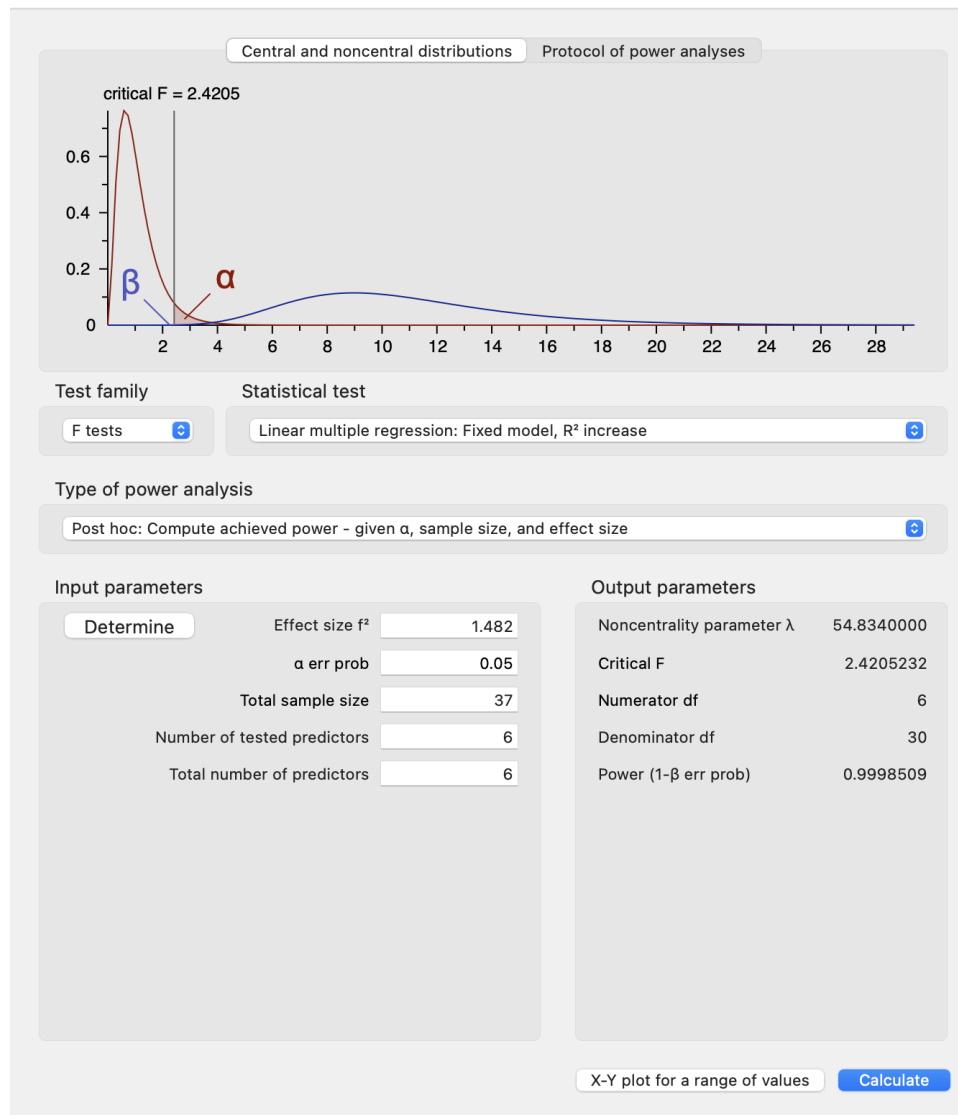 Central and noncentral distributions Protocol of power analyses
critical F = 2.4205
0.6
0.4
0.2
β α
0
2 4 6 8 10 12 14 16 18 20 22 24 26 28
Test family Statistical test
F tests Linear multiple regression: Fixed model, R² increase
Type of power analysis
Post hoc: Compute achieved power - given α, sample size, and effect size
Input parameters Output parameters
Determine Effect size f² 1.482 Noncentrality parameter λ 54.8340000
α err prob 0.05 Critical F 2.4205232
Total sample size 37 Numerator df 6
Number of tested predictors 6 Denominator df 30
Total number of predictors 6 Power (1-β err prob) 0.9998509
X-Y plot for a range of values Calculate